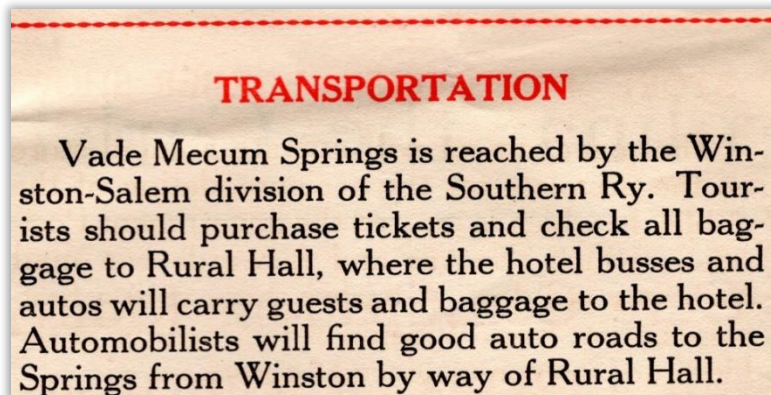 TRANSPORTATION
Vade Mecum Springs is reached by the Win-
ston-Salem division of the Southern Ry. Tour-
ists should purchase tickets and check all bag-
gage to Rural Hall, where the hotel busses and
autos will carry guests and baggage to the hotel.
Automobilists will find good auto roads to the
Springs from Winston by way of Rural Hall.